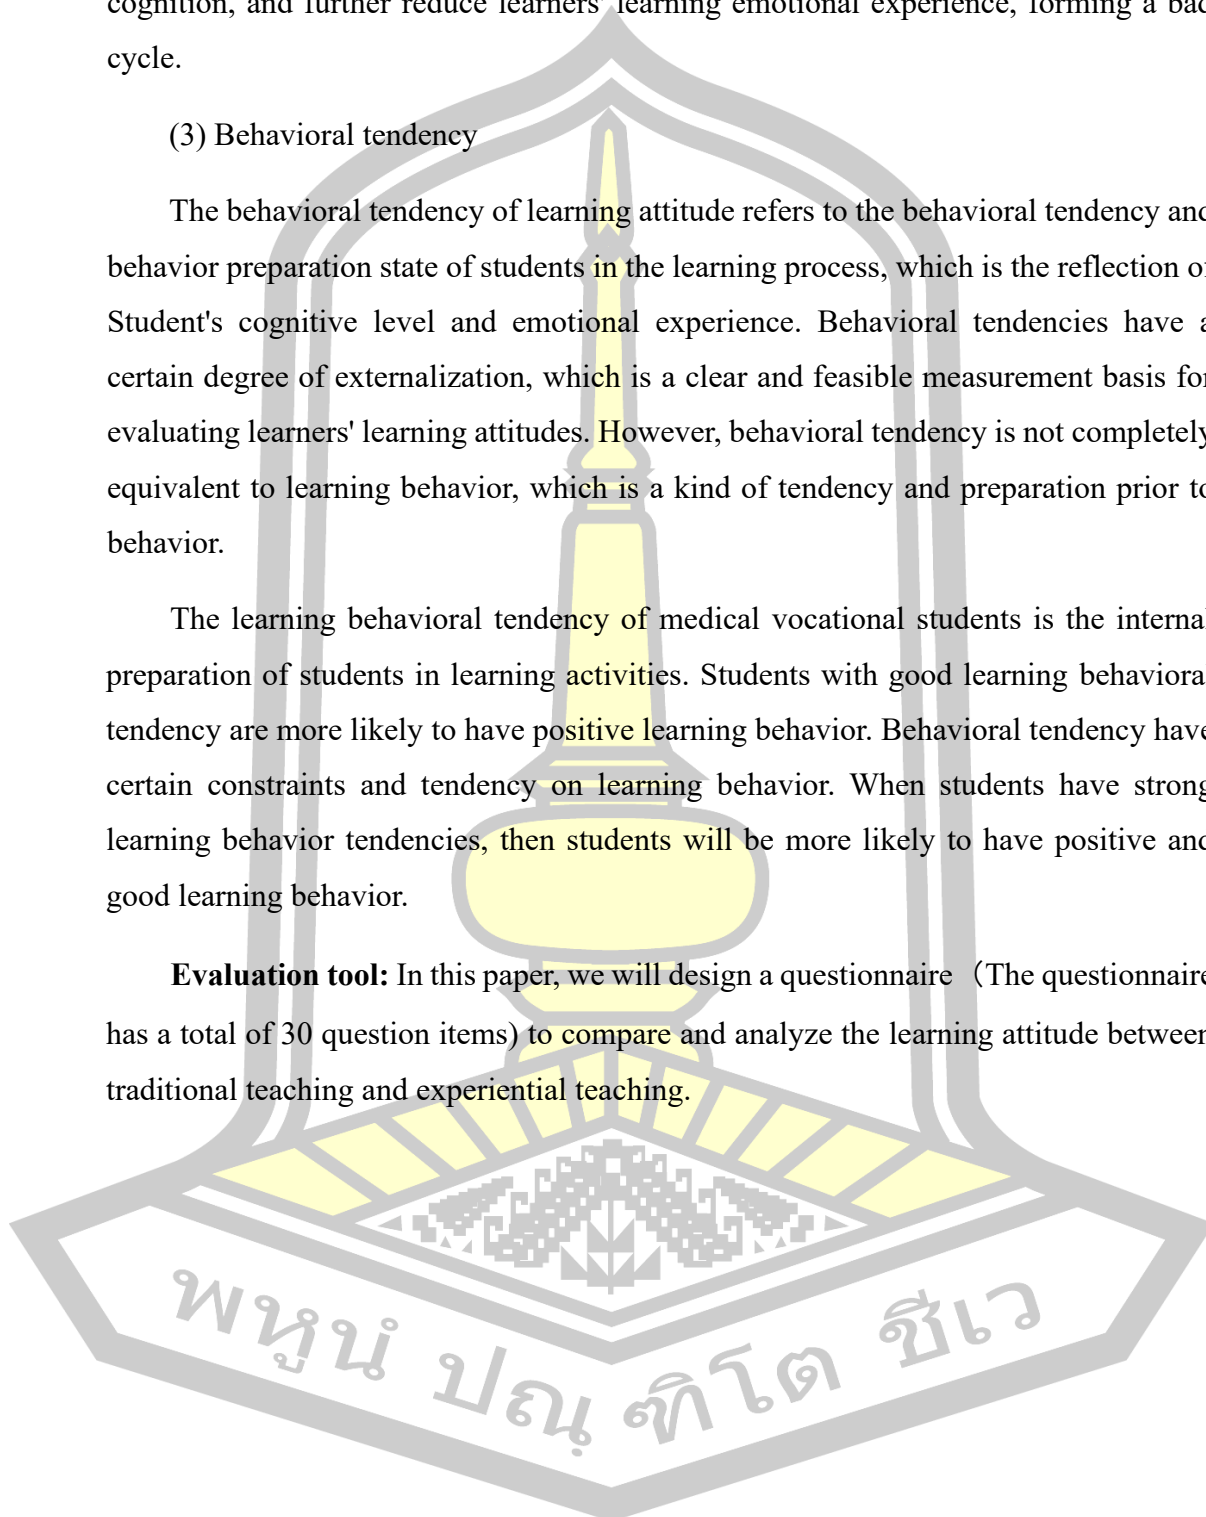 cognition, and further reduce learners' learning emotional experience, forming a bad
cycle.
(3) Behavioral tendency
The behavioral tendency of learning attitude refers to the behavioral tendency and
behavior preparation state of students in the learning process, which is the reflection of
Student's cognitive level and emotional experience. Behavioral tendencies have a
certain degree of externalization, which is a clear and feasible measurement basis for
evaluating learners' learning attitudes. However, behavioral tendency is not completely
equivalent to learning behavior, which is a kind of tendency and preparation prior to
behavior.
The learning behavioral tendency of medical vocational students is the internal
preparation of students in learning activities. Students with good learning behavioral
tendency are more likely to have positive learning behavior. Behavioral tendency have
certain constraints and tendency on learning behavior. When students have strong
learning behavior tendencies, then students will be more likely to have positive and
good learning behavior.
Evaluation tool: In this paper, we will design a questionnaire（The questionnaire
has a total of 30 question items) to compare and analyze the learning attitude between
traditional teaching and experiential teaching.
พหูนํ ปณฺฑิโต ชีเว